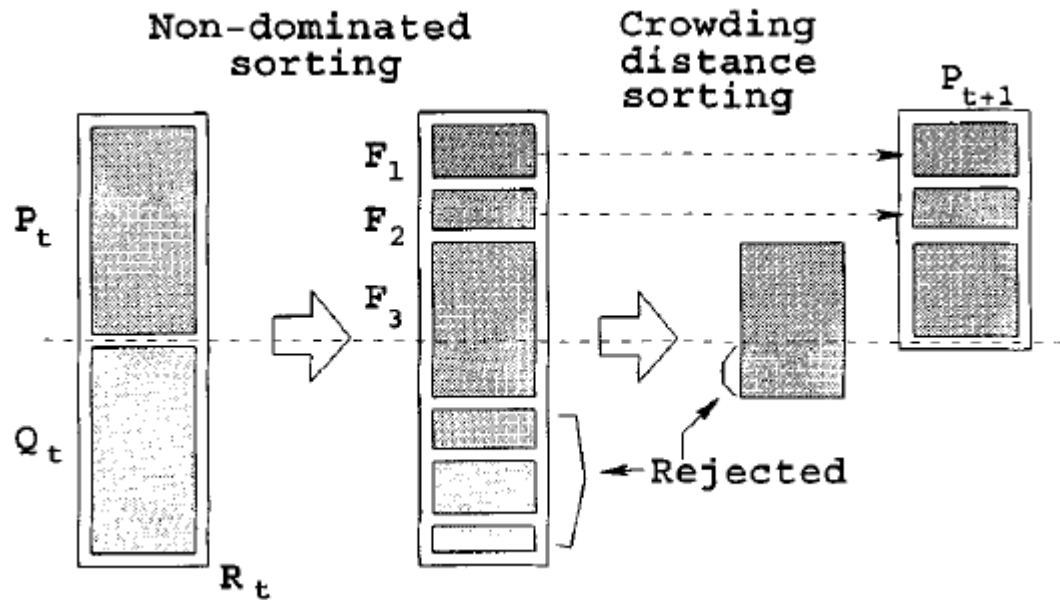 Non-dominated
sorting
Crowding
distance
sorting
P_{t+1}
F_1
P_t
F_2
F_3
Q_t
Rejected
R_t